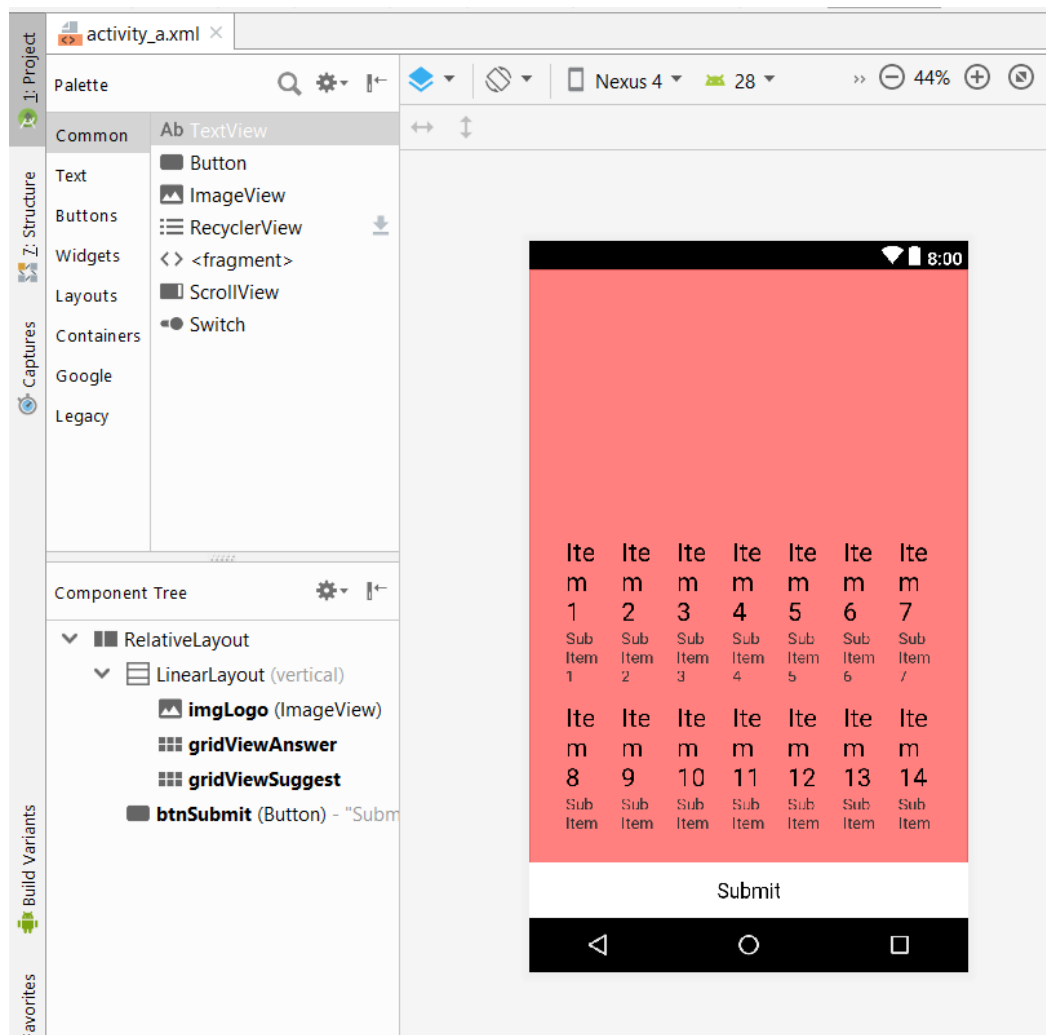 activity_a.xml
1: Project
Z: Structure
Captures
Build Variants
avorites
Palette
Nexus 4
28
44%
Common
Text
Buttons
Widgets
Layouts
Containers
Google
Legacy
Ab TextView
Button
ImageView
RecyclerView
<fragment>
ScrollView
Switch
Component Tree
RelativeLayout
LinearLayout (vertical)
imgLogo (ImageView)
gridViewAnswer
gridViewSuggest
btnSubmit (Button) - "Subm
8:00
Ite Ite Ite Ite Ite Ite Ite
m m m m m m m
1 2 3 4 5 6 7
Sub Sub Sub Sub Sub Sub Sub
Item Item Item Item Item Item Item
1 2 3 4 5 6 7
Ite Ite Ite Ite Ite Ite Ite
m m m m m m m
8 9 10 11 12 13 14
Sub Sub Sub Sub Sub Sub Sub
Item Item Item Item Item Item Item
Submit